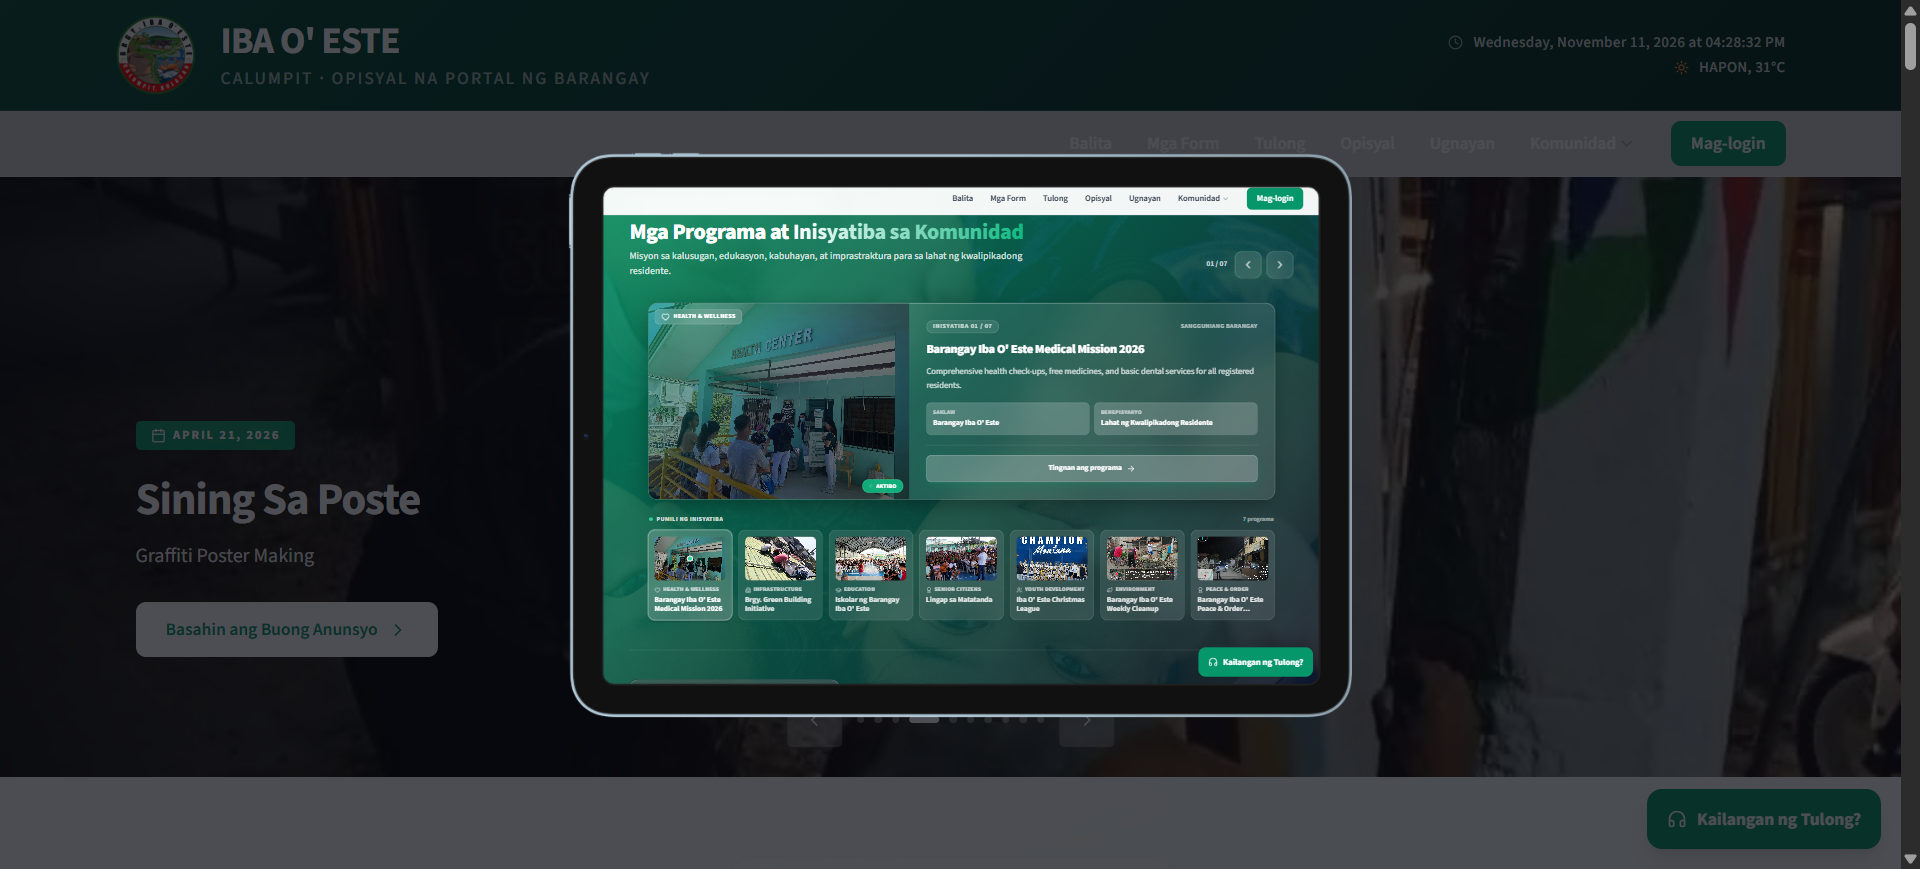 IBA O' ESTE
CALUMPIT · OPISYAL NA PORTAL NG BARANGAY
Wednesday, November 11, 2026 at 04:28:32 PM
HAPON, 31°C
Balita Mga Form Tulong Opisyal Ugnayan Komunidad Mag-login
APRIL 21, 2026
Sining Sa Poste
Graffiti Poster Making
Basahin ang Buong Anunsyo
Balita Mga Form Tulong Opisyal Ugnayan Komunidad Mag-login
Mga Programa at Inisyatiba sa Komunidad
Misyon sa kalusugan, edukasyon, kabuhayan, at imprastraktura para sa lahat ng kwalipikadong
residente.
01 / 07
HEALTH & WELLNESS
HEALTH CENTER
AKTIBO
INISYATIBA 01 / 07
SANGGUNIANG BARANGAY
Barangay Iba O' Este Medical Mission 2026
Comprehensive health check-ups, free medicines, and basic dental services for all registered
residents.
SAKLAW
Barangay Iba O' Este
BENEPISYARYO
Lahat ng Kwalipikadong Residente
Tingnan ang programa
PUMILI NG INISYATIBA
7 programa
HEALTH & WELLNESS
Barangay Iba O' Este
Medical Mission 2026
INFRASTRUCTURE
Brgy. Green Building
Initiative
EDUCATION
Iskolar ng Barangay
Iba O' Este
SENIOR CITIZENS
Lingap sa Matatanda
CHAMPION
Montana
YOUTH DEVELOPMENT
Iba O' Este Christmas
League
ENVIRONMENT
Barangay Iba O' Este
Weekly Cleanup
PEACE & ORDER
Barangay Iba O' Este
Peace & Order...
Kailangan ng Tulong?
Kailangan ng Tulong?